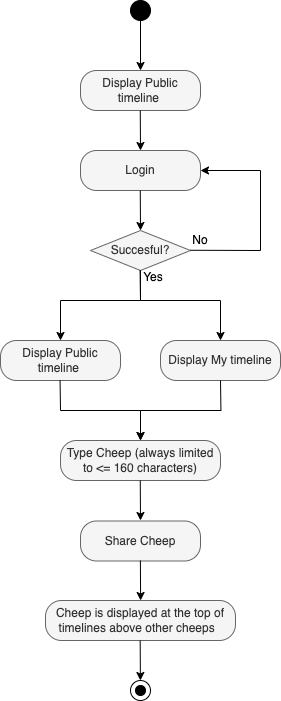 Display Public
timeline
Login
Succesful?
No
Yes
Display Public
timeline
Display My timeline
Type Cheep (always limited
to <= 160 characters)
Share Cheep
Cheep is displayed at the top of
timelines above other cheeps